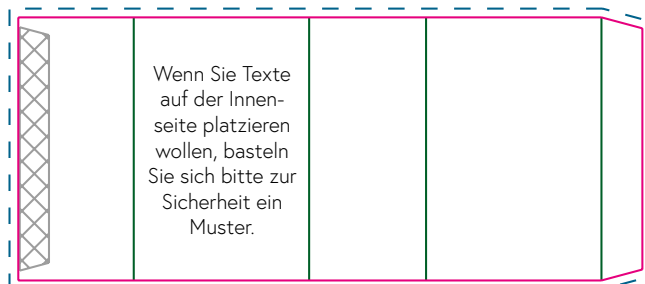 Wenn Sie Texte
auf der Innen-
seite platzieren
wollen, basteln
Sie sich bitte zur
Sicherheit ein
Muster.